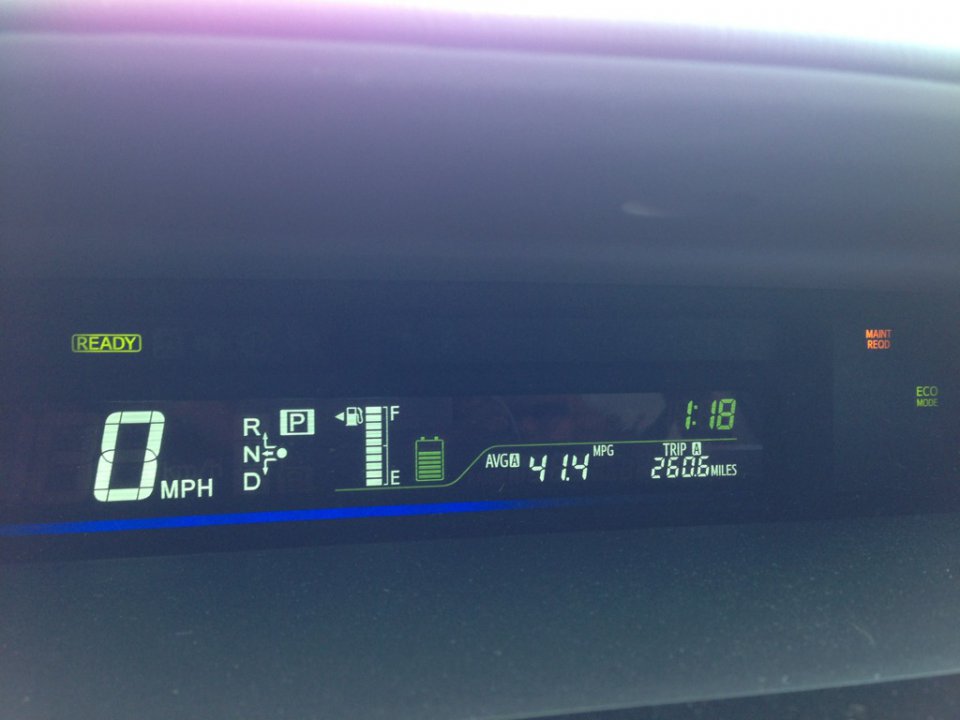 READY
MAINT
REQD
ECO
MODE
0 MPH
R
N
D
P
F
E
1:18
AVG A 41.4 MPG
TRIP A
260.6 MILES